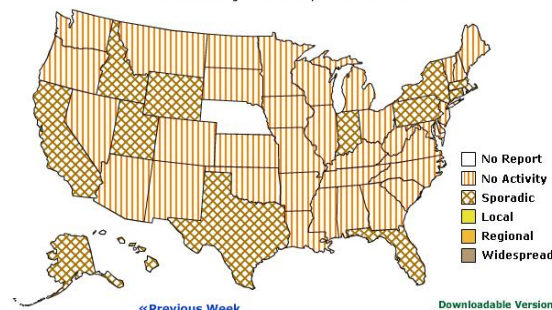 No Report
No Activity
Sporadic
Local
Regional
Widespread
«Previous Week
Downloadable Version